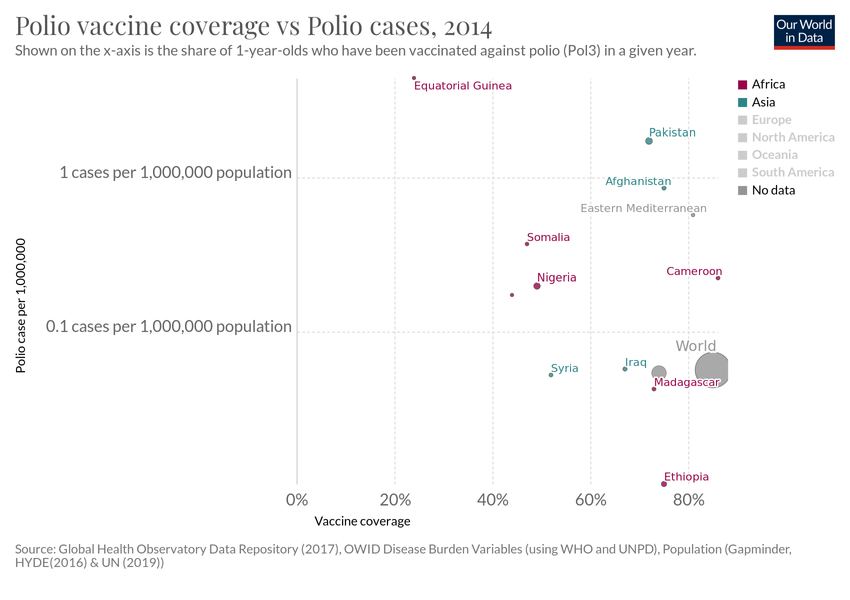 Polio vaccine coverage vs Polio cases, 2014
Our World
in Data
Shown on the x-axis is the share of 1-year-olds who have been vaccinated against polio (Pol3) in a given year.
Equatorial Guinea
Africa
Asia
Europe
North America
Oceania
South America
No data
Pakistan
1 cases per 1,000,000 population
Afghanistan
Eastern Mediterranean
Somalia
Cameroon
Nigeria
Polio case per 1,000,000
0.1 cases per 1,000,000 population
World
Iraq
Syria
Madagascar
Ethiopia
0%
20%
40%
60%
80%
Vaccine coverage
Source: Global Health Observatory Data Repository (2017), OWID Disease Burden Variables (using WHO and UNPD), Population (Gapminder,
HYDE(2016) & UN (2019))